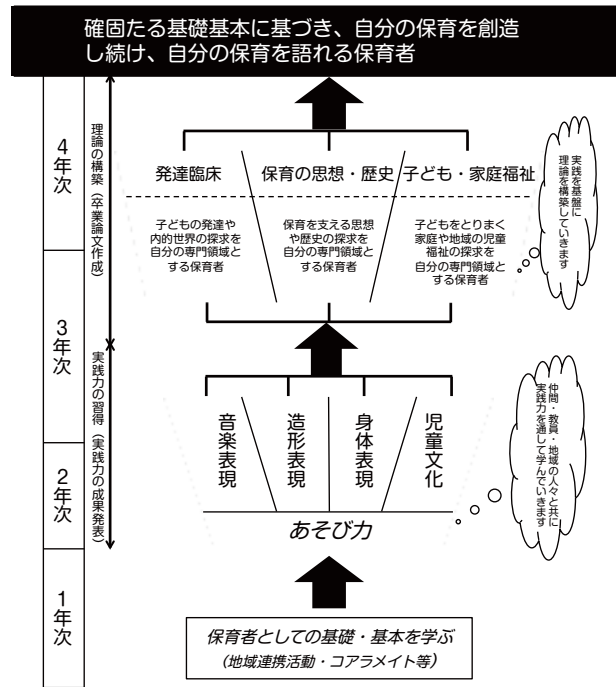 確固たる基礎基本に基づき、自分の保育を創造
し続け、自分の保育を語れる保育者
4年次
3年次
2年次
1年次
理論の構築（卒業論文作成）
実践力の習得（実践力の成果発表）
発達臨床
保育の思想・歴史
子ども・家庭福祉
子どもの発達や
内的世界の探求を
自分の専門領域と
する保育者
保育を支える思想
や歴史の探求を
自分の専門領域と
する保育者
子どもをとりまく
家庭や地域の児童
福祉の探求を
自分の専門領域と
する保育者
実践を基盤に
理論を構築していきます
音楽表現
造形表現
身体表現
児童文化
あそび力
仲間・教員・地域の人々と共に
実践力を通して学んでいきます
保育者としての基礎・基本を学ぶ
（地域連携活動・コアラメイト等）